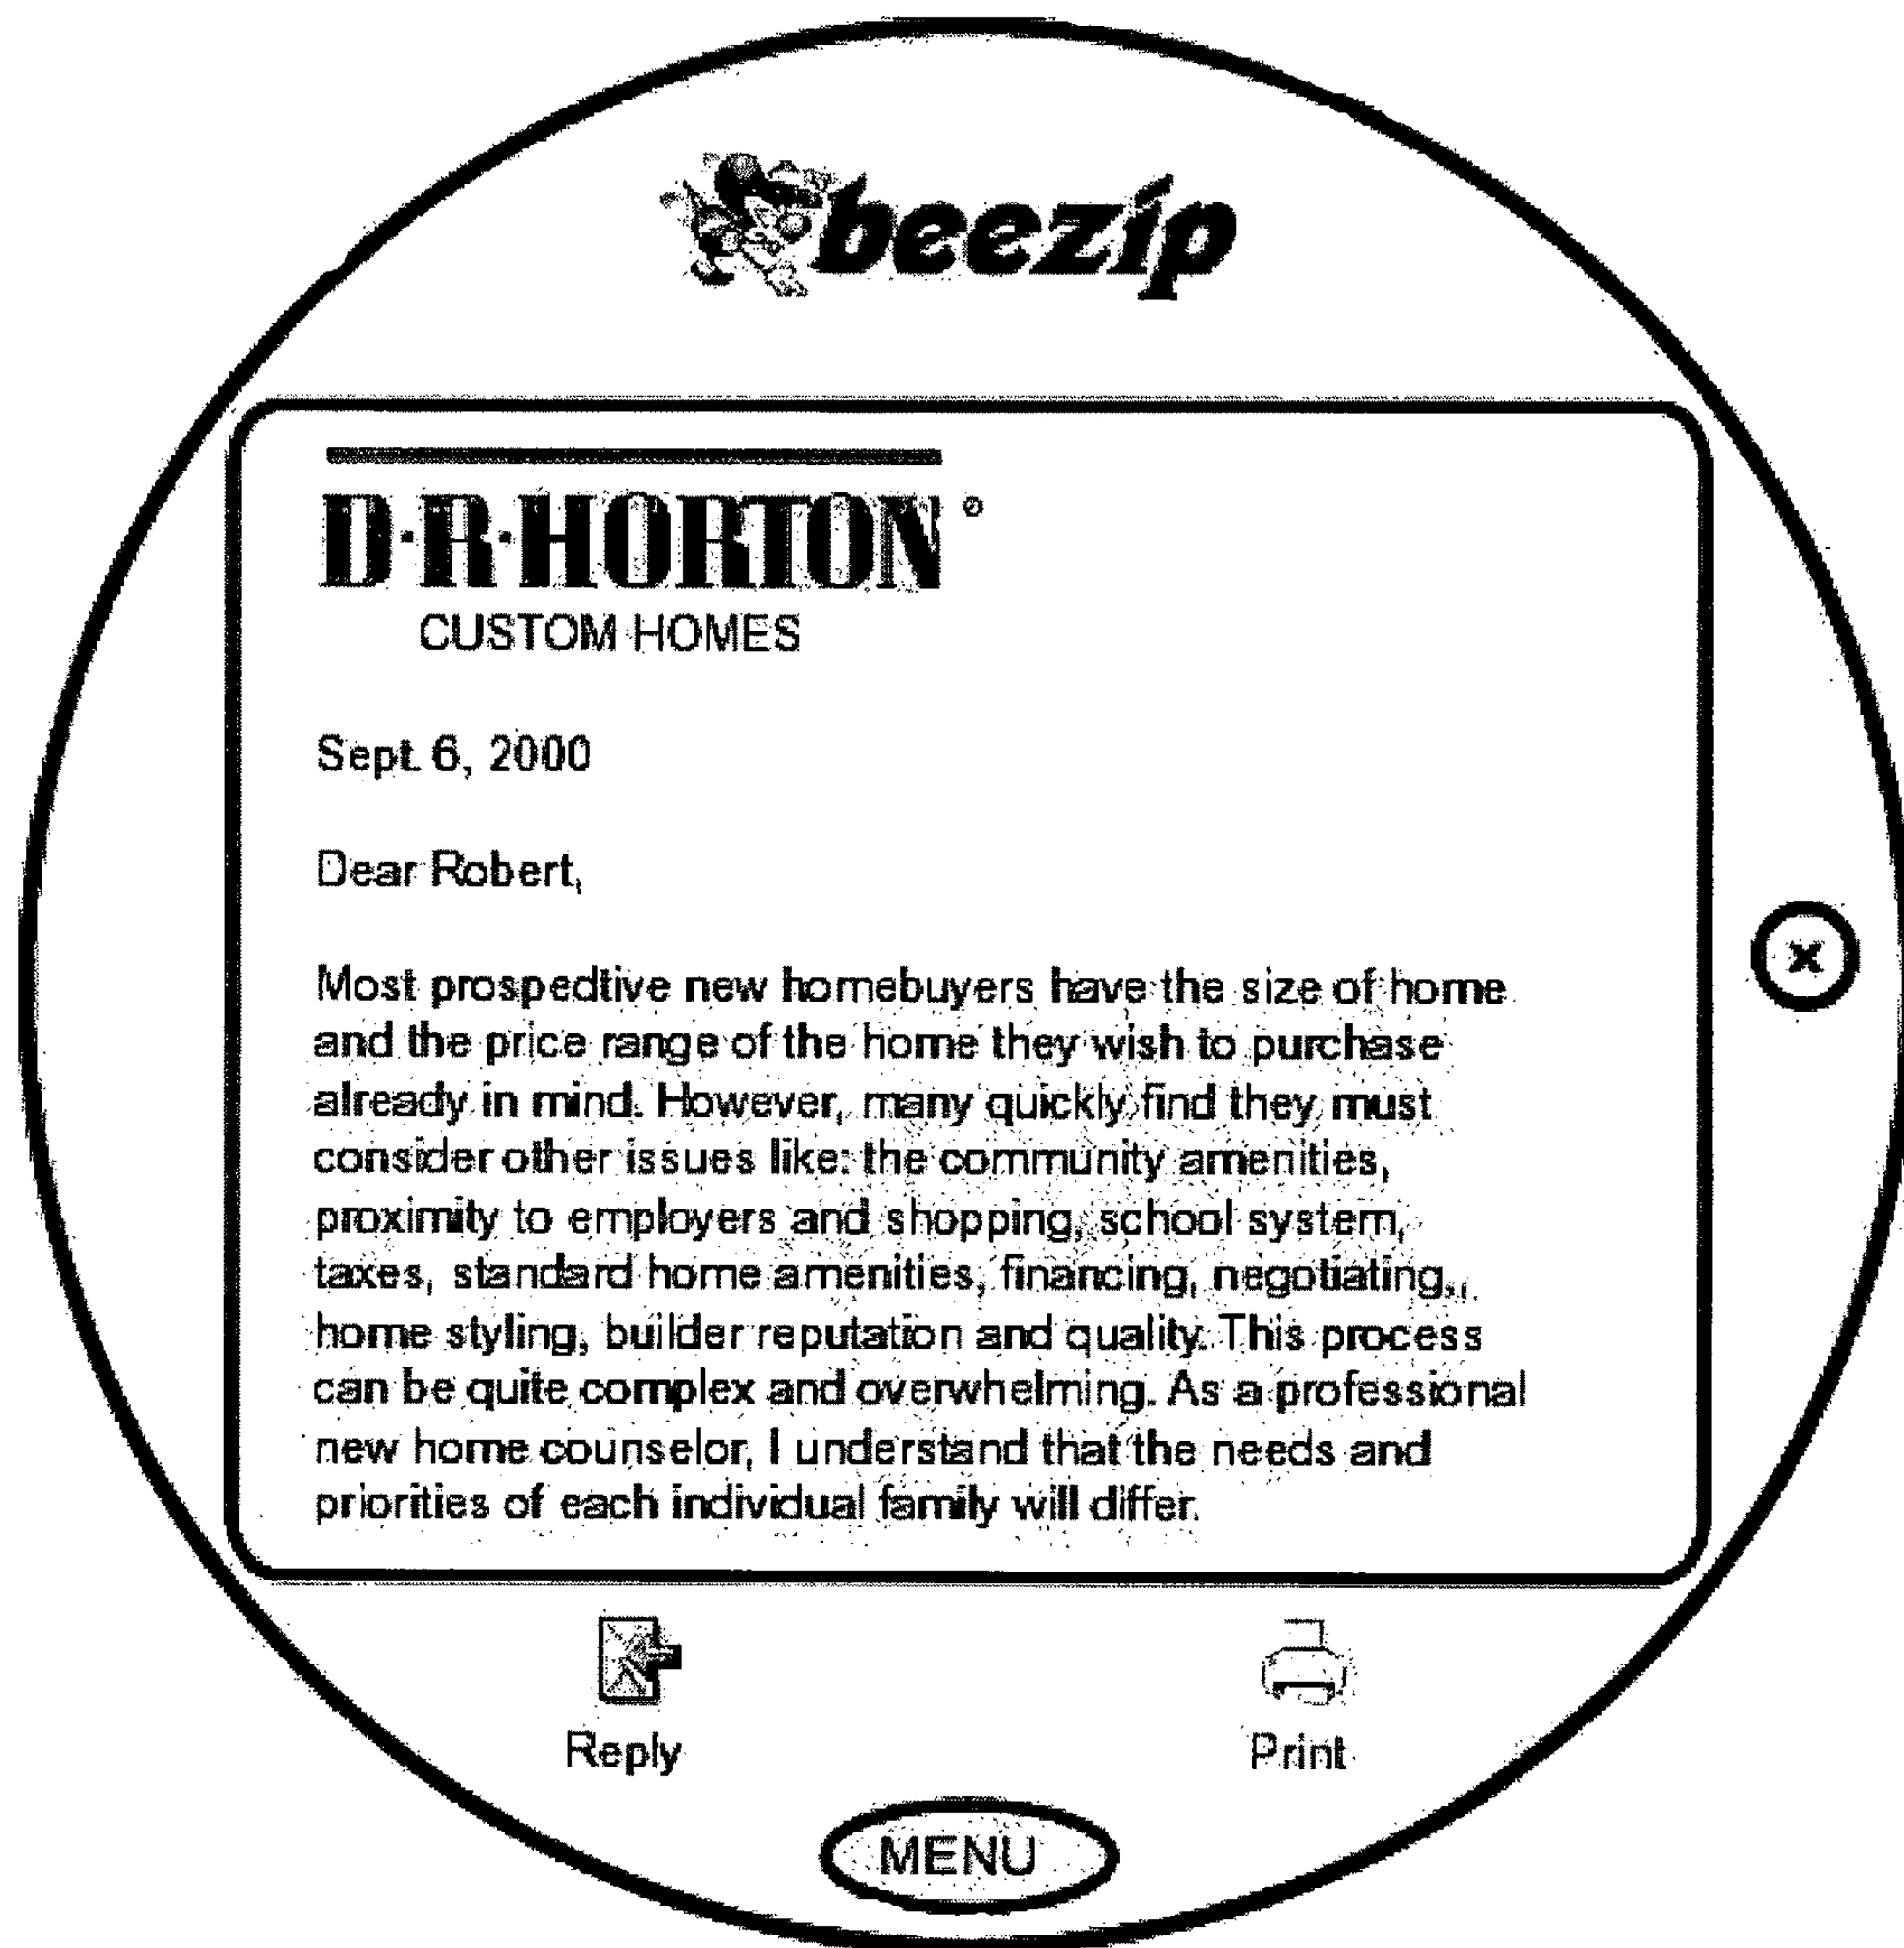 beezip
D·R·HORTON®
CUSTOM HOMES
Sept. 6, 2000
Dear Robert,
Most prospedtive new homebuyers have the size of home
and the price range of the home they wish to purchase
already in mind. However, many quickly find they must
consider other issues like: the community amenities,
proximity to employers and shopping, school system,
taxes, standard home amenities, financing, negotiating,
home styling, builder reputation and quality. This process
can be quite complex and overwhelming. As a professional
new home counselor, I understand that the needs and
priorities of each individual family will differ.
x
Reply
Print
MENU